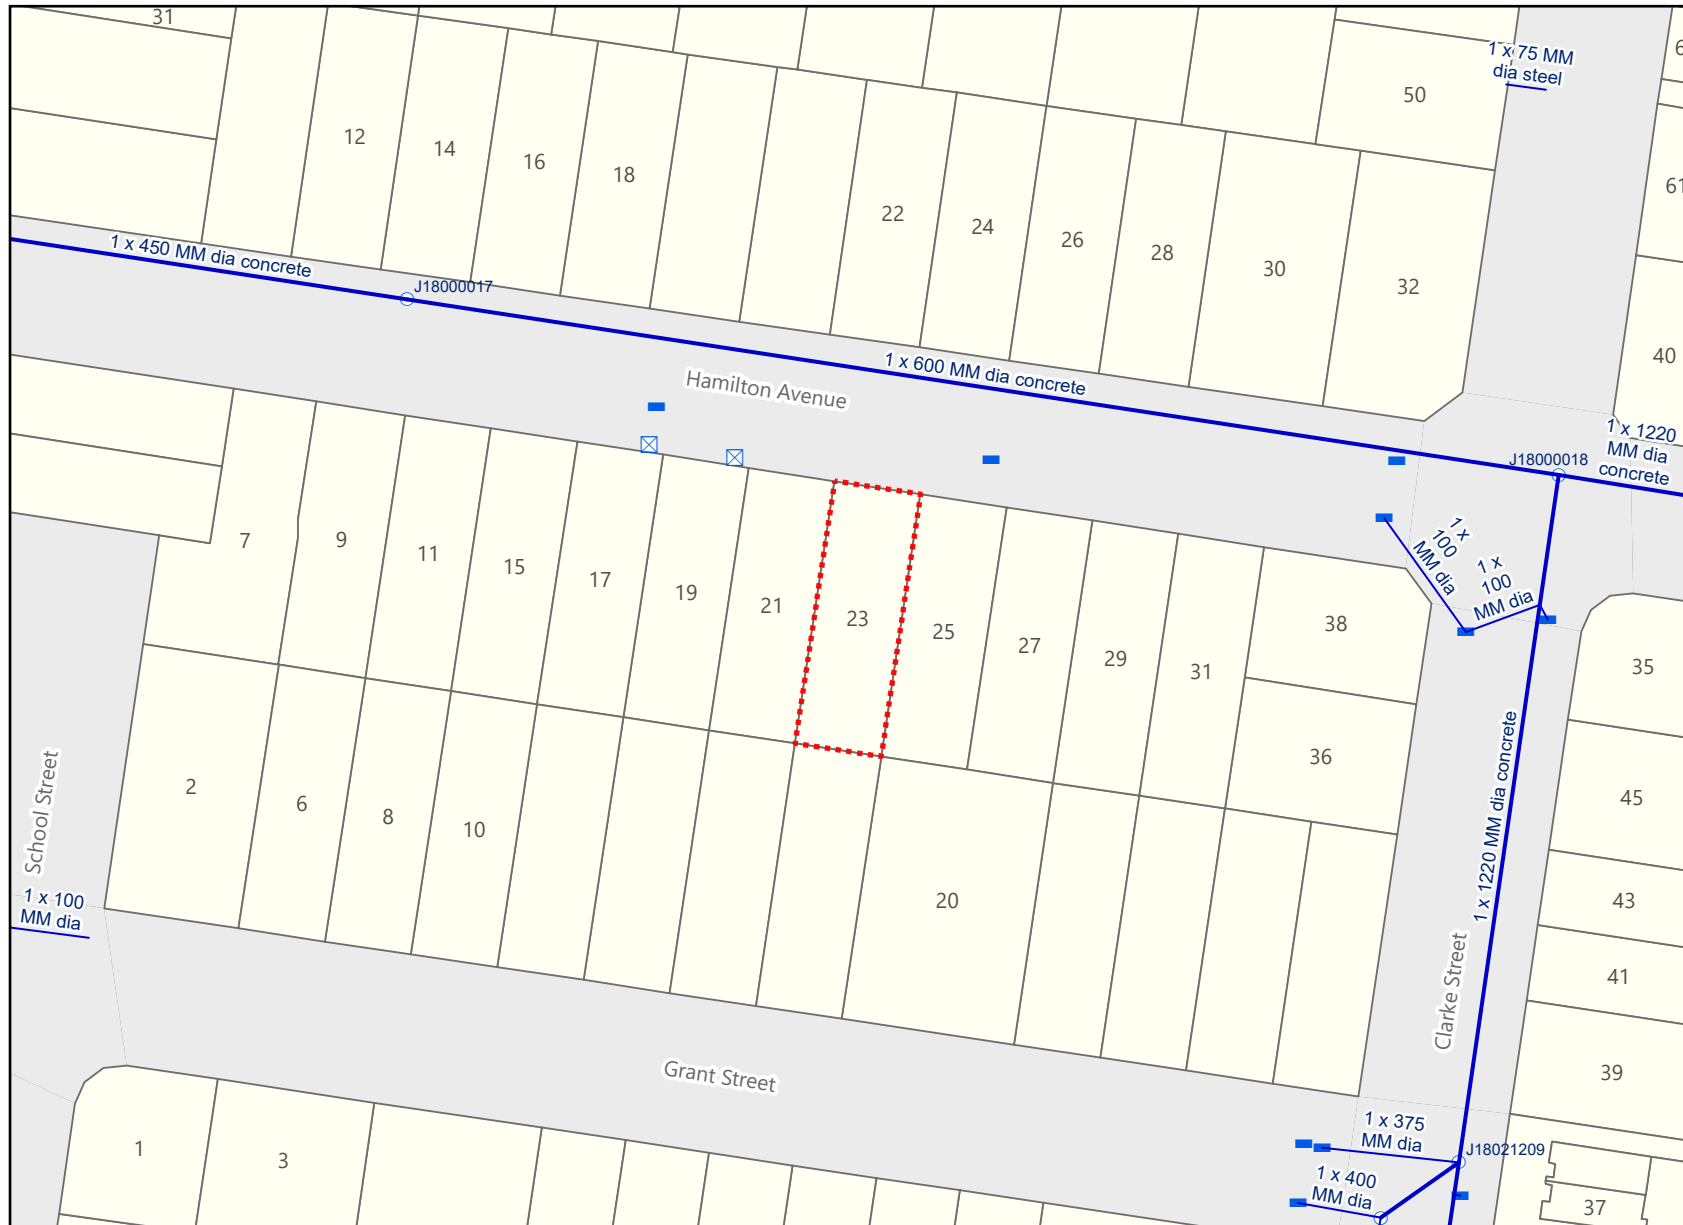 31
50
1 x 75 MM
dia steel
6
12
14
16
18
22
24
26
28
30
32
61
40
1 x 450 MM dia concrete
J18000017
1 x 600 MM dia concrete
Hamilton Avenue
1 x 1220
MM dia
concrete
J18000018
7
9
11
15
17
19
21
23
25
27
29
31
38
36
1 x
100
MM dia
1 x
100
MM dia
35
45
43
41
39
37
1 x 1220 MM dia concrete
Clarke Street
School Street
2
6
8
10
20
1 x 100
MM dia
Grant Street
1
3
1 x 375
MM dia
J18021209
1 x 400
MM dia